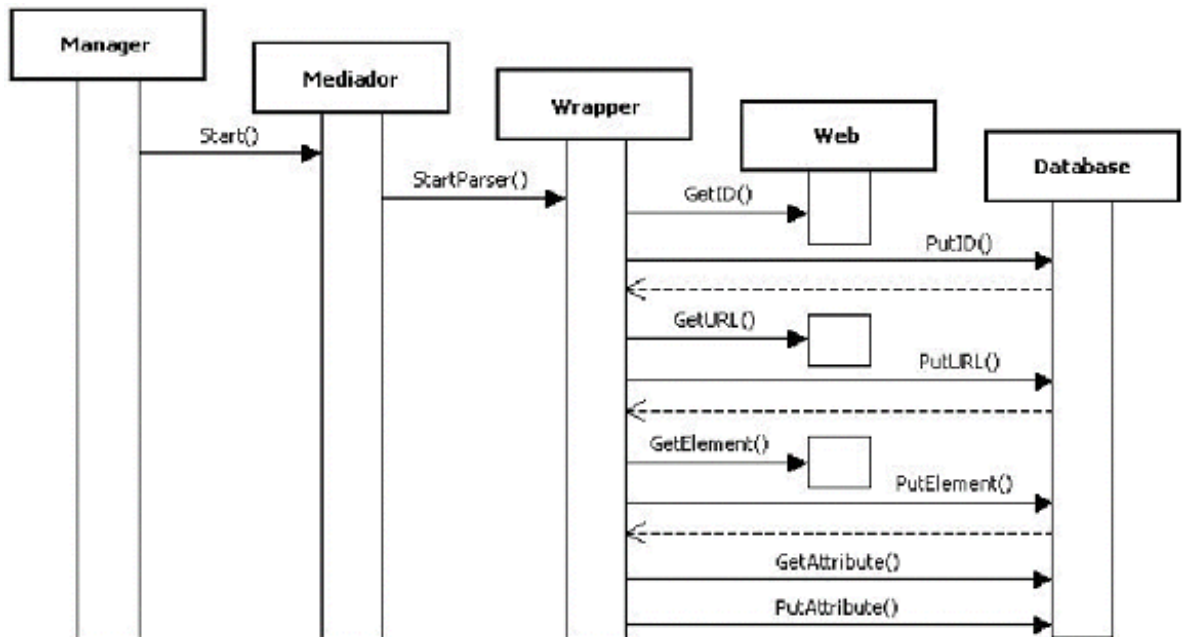 Manager
Mediador
Wrapper
Web
Database
Start()
StartParser()
GetID()
PutID()
GetURL()
PutURL()
GetElement()
PutElement()
GetAttribute()
PutAttribute()